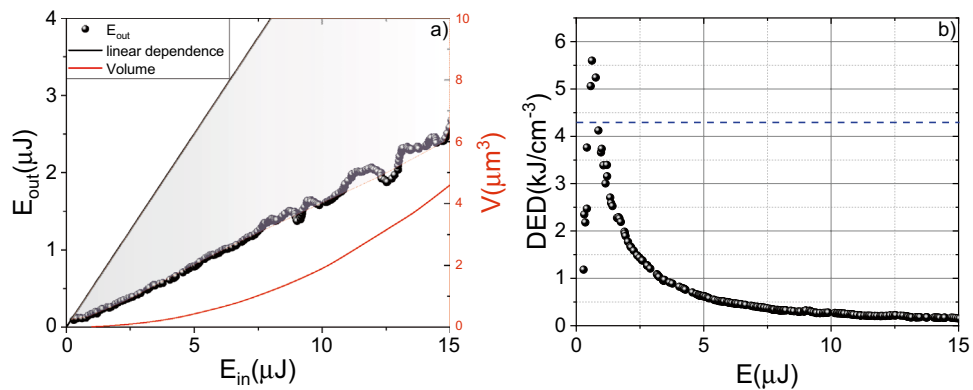 a)
E_out
linear dependence
Volume
4
3
2
1
0
E_out(μJ)
10
8
6
4
2
0
V(μm³)
0 5 10 15
E_in(μJ)
b)
6
5
4
3
2
1
0
DED(kJ/cm⁻³)
0 5 10 15
E(μJ)